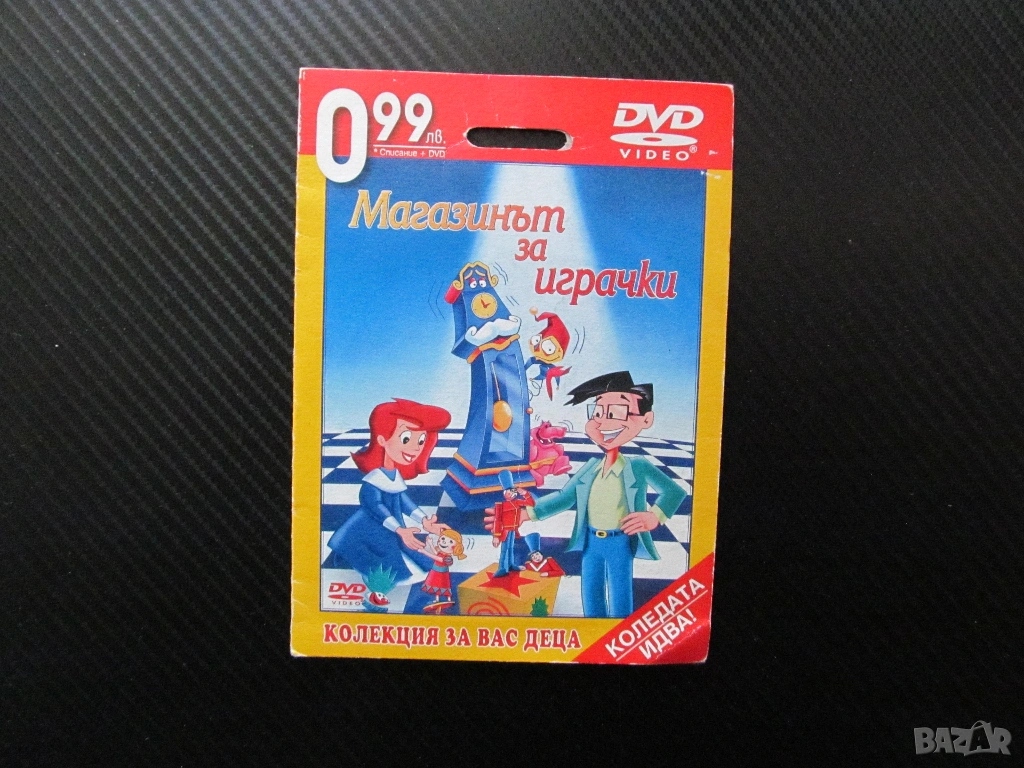 0 99 лв.
* Списание + DVD
DVD
VIDEO®
Магазинът
за
играчки
DVD
VIDEO
КОЛЕКЦИЯ ЗА ВАС ДЕЦА
КОЛЕДАТА
ИДВА!
BAZAR